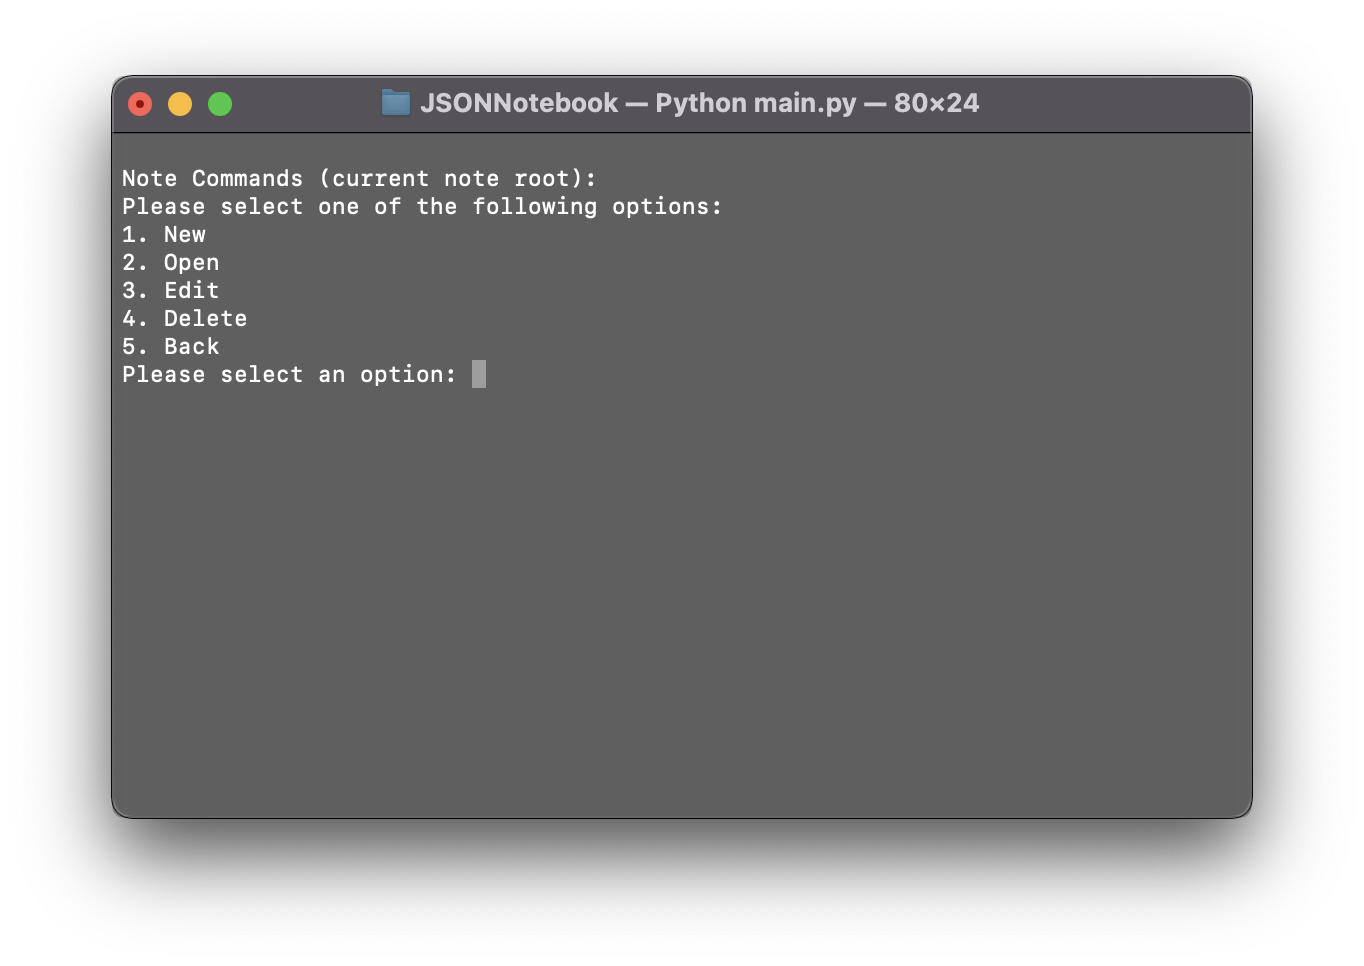 JSONNotebook — Python main.py — 80×24
Note Commands (current note root):
Please select one of the following options:
1. New
2. Open
3. Edit
4. Delete
5. Back
Please select an option: